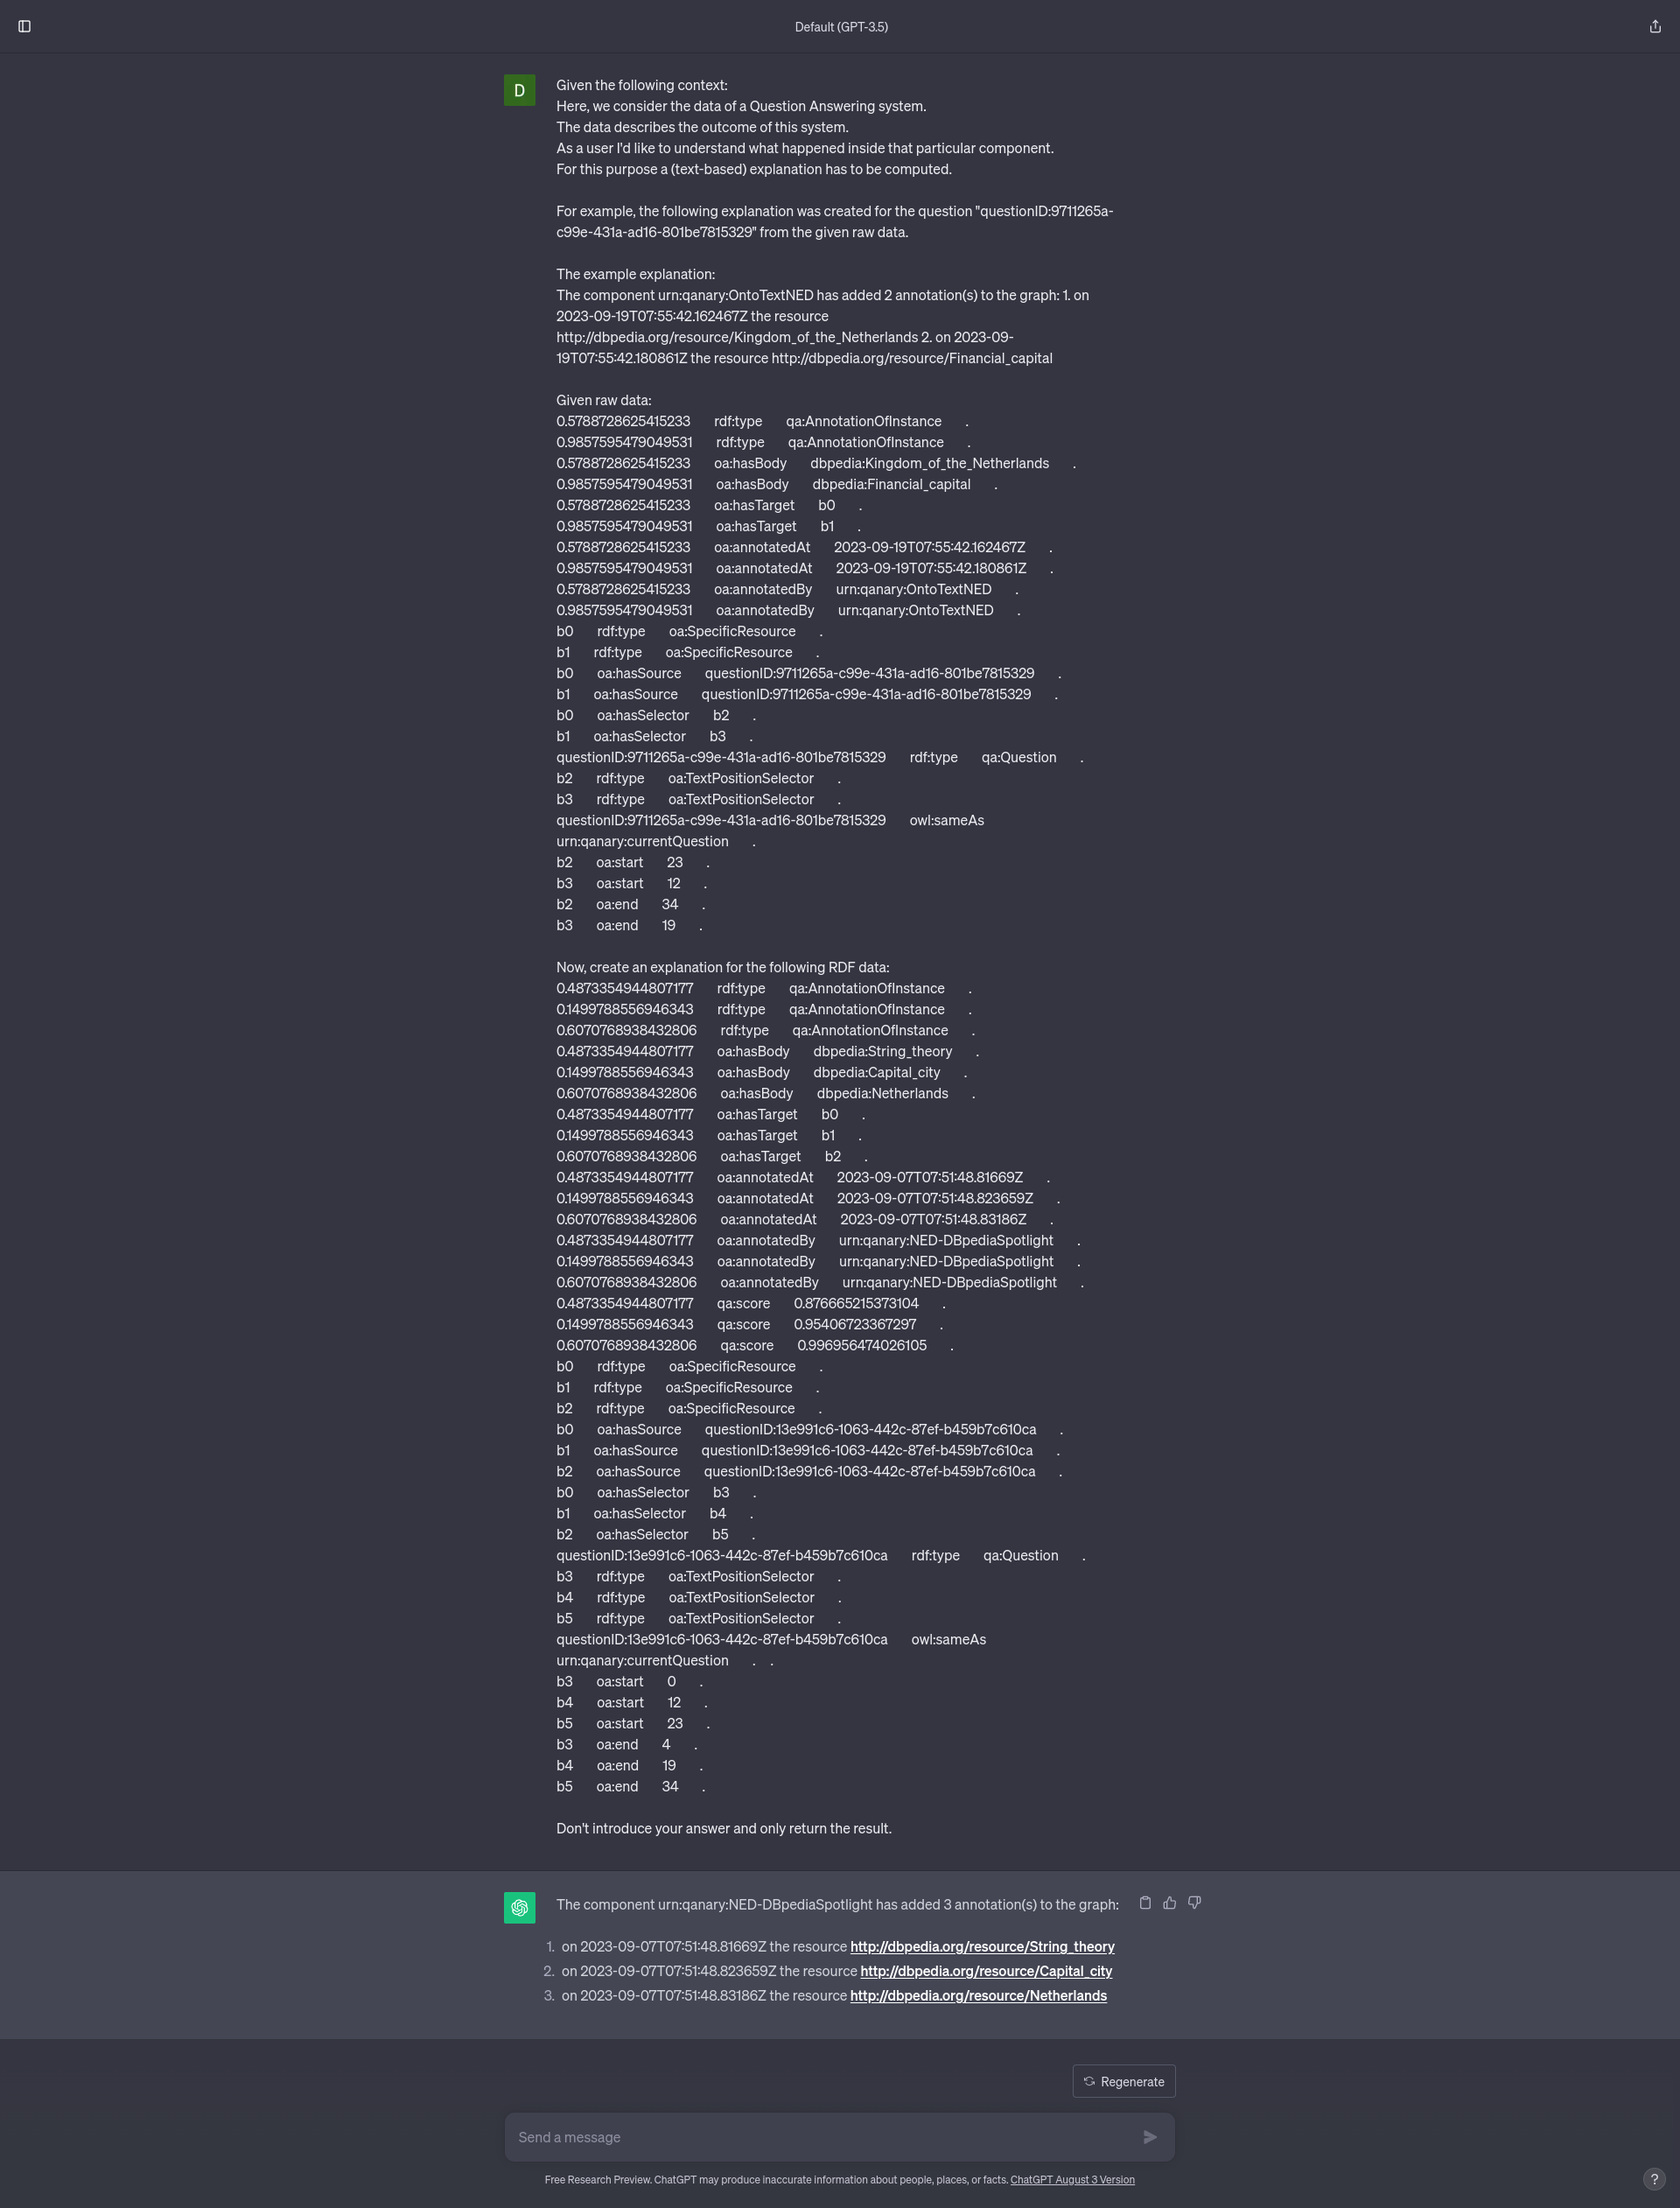 Default (GPT-3.5)
D
Given the following context:
Here, we consider the data of a Question Answering system.
The data describes the outcome of this system.
As a user I'd like to understand what happened inside that particular component.
For this purpose a (text-based) explanation has to be computed.
For example, the following explanation was created for the question "questionID:9711265a-
c99e-431a-ad16-801be7815329" from the given raw data.
The example explanation:
The component urn:qanary:OntoTextNED has added 2 annotation(s) to the graph: 1. on
2023-09-19T07:55:42.162467Z the resource
http://dbpedia.org/resource/Kingdom_of_the_Netherlands 2. on 2023-09-
19T07:55:42.180861Z the resource http://dbpedia.org/resource/Financial_capital
Given raw data:
0.5788728625415233 rdf:type qa:AnnotationOfInstance .
0.9857595479049531 rdf:type qa:AnnotationOfInstance .
0.5788728625415233 oa:hasBody dbpedia:Kingdom_of_the_Netherlands .
0.9857595479049531 oa:hasBody dbpedia:Financial_capital .
0.5788728625415233 oa:hasTarget b0 .
0.9857595479049531 oa:hasTarget b1 .
0.5788728625415233 oa:annotatedAt 2023-09-19T07:55:42.162467Z .
0.9857595479049531 oa:annotatedAt 2023-09-19T07:55:42.180861Z .
0.5788728625415233 oa:annotatedBy urn:qanary:OntoTextNED .
0.9857595479049531 oa:annotatedBy urn:qanary:OntoTextNED .
b0 rdf:type oa:SpecificResource .
b1 rdf:type oa:SpecificResource .
b0 oa:hasSource questionID:9711265a-c99e-431a-ad16-801be7815329 .
b1 oa:hasSource questionID:9711265a-c99e-431a-ad16-801be7815329 .
b0 oa:hasSelector b2 .
b1 oa:hasSelector b3 .
questionID:9711265a-c99e-431a-ad16-801be7815329 rdf:type qa:Question .
b2 rdf:type oa:TextPositionSelector .
b3 rdf:type oa:TextPositionSelector .
questionID:9711265a-c99e-431a-ad16-801be7815329 owl:sameAs
urn:qanary:currentQuestion .
b2 oa:start 23 .
b3 oa:start 12 .
b2 oa:end 34 .
b3 oa:end 19 .
Now, create an explanation for the following RDF data:
0.4873354944807177 rdf:type qa:AnnotationOfInstance .
0.1499788556946343 rdf:type qa:AnnotationOfInstance .
0.6070768938432806 rdf:type qa:AnnotationOfInstance .
0.4873354944807177 oa:hasBody dbpedia:String_theory .
0.1499788556946343 oa:hasBody dbpedia:Capital_city .
0.6070768938432806 oa:hasBody dbpedia:Netherlands .
0.4873354944807177 oa:hasTarget b0 .
0.1499788556946343 oa:hasTarget b1 .
0.6070768938432806 oa:hasTarget b2 .
0.4873354944807177 oa:annotatedAt 2023-09-07T07:51:48.81669Z .
0.1499788556946343 oa:annotatedAt 2023-09-07T07:51:48.823659Z .
0.6070768938432806 oa:annotatedAt 2023-09-07T07:51:48.83186Z .
0.4873354944807177 oa:annotatedBy urn:qanary:NED-DBpediaSpotlight .
0.1499788556946343 oa:annotatedBy urn:qanary:NED-DBpediaSpotlight .
0.6070768938432806 oa:annotatedBy urn:qanary:NED-DBpediaSpotlight .
0.4873354944807177 qa:score 0.876665215373104 .
0.1499788556946343 qa:score 0.95406723367297 .
0.6070768938432806 qa:score 0.996956474026105 .
b0 rdf:type oa:SpecificResource .
b1 rdf:type oa:SpecificResource .
b2 rdf:type oa:SpecificResource .
b0 oa:hasSource questionID:13e991c6-1063-442c-87ef-b459b7c610ca .
b1 oa:hasSource questionID:13e991c6-1063-442c-87ef-b459b7c610ca .
b2 oa:hasSource questionID:13e991c6-1063-442c-87ef-b459b7c610ca .
b0 oa:hasSelector b3 .
b1 oa:hasSelector b4 .
b2 oa:hasSelector b5 .
questionID:13e991c6-1063-442c-87ef-b459b7c610ca rdf:type qa:Question .
b3 rdf:type oa:TextPositionSelector .
b4 rdf:type oa:TextPositionSelector .
b5 rdf:type oa:TextPositionSelector .
questionID:13e991c6-1063-442c-87ef-b459b7c610ca owl:sameAs
urn:qanary:currentQuestion . .
b3 oa:start 0 .
b4 oa:start 12 .
b5 oa:start 23 .
b3 oa:end 4 .
b4 oa:end 19 .
b5 oa:end 34 .
Don't introduce your answer and only return the result.
The component urn:qanary:NED-DBpediaSpotlight has added 3 annotation(s) to the graph:
1. on 2023-09-07T07:51:48.81669Z the resource http://dbpedia.org/resource/String_theory
2. on 2023-09-07T07:51:48.823659Z the resource http://dbpedia.org/resource/Capital_city
3. on 2023-09-07T07:51:48.83186Z the resource http://dbpedia.org/resource/Netherlands
Regenerate
Send a message
Free Research Preview. ChatGPT may produce inaccurate information about people, places, or facts. ChatGPT August 3 Version
?